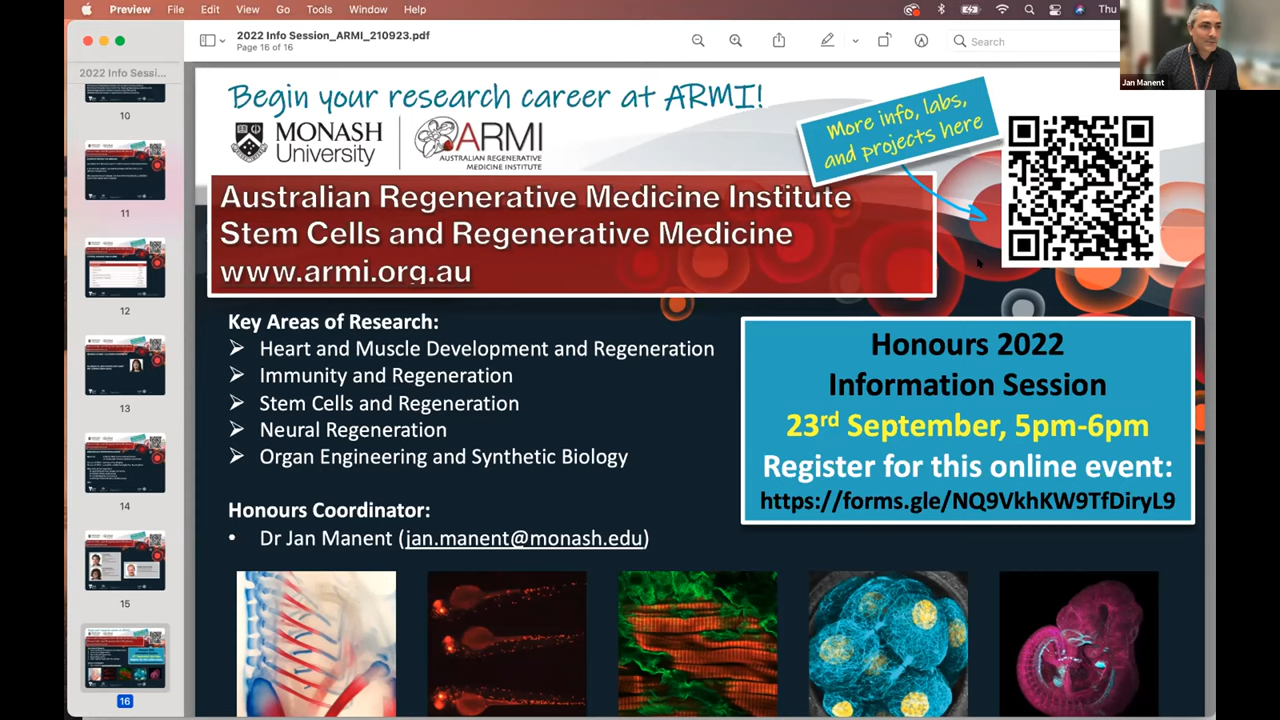 Preview File Edit View Go Tools Window Help
Thu
2022 Info Session_ARMI_210923.pdf
Page 16 of 16
Search
Jan Manent
2022 Info Sessi...
10
11
12
13
14
15
16
Begin your research career at ARMI!
MONASH
University
ARMI
AUSTRALIAN REGENERATIVE
MEDICINE INSTITUTE
More info, labs,
and projects here
Australian Regenerative Medicine Institute
Stem Cells and Regenerative Medicine
www.armi.org.au
Key Areas of Research:
Heart and Muscle Development and Regeneration
Immunity and Regeneration
Stem Cells and Regeneration
Neural Regeneration
Organ Engineering and Synthetic Biology
Honours Coordinator:
• Dr Jan Manent (jan.manent@monash.edu)
Honours 2022
Information Session
23rd September, 5pm-6pm
Register for this online event:
https://forms.gle/NQ9VkhKW9TfDiryL9